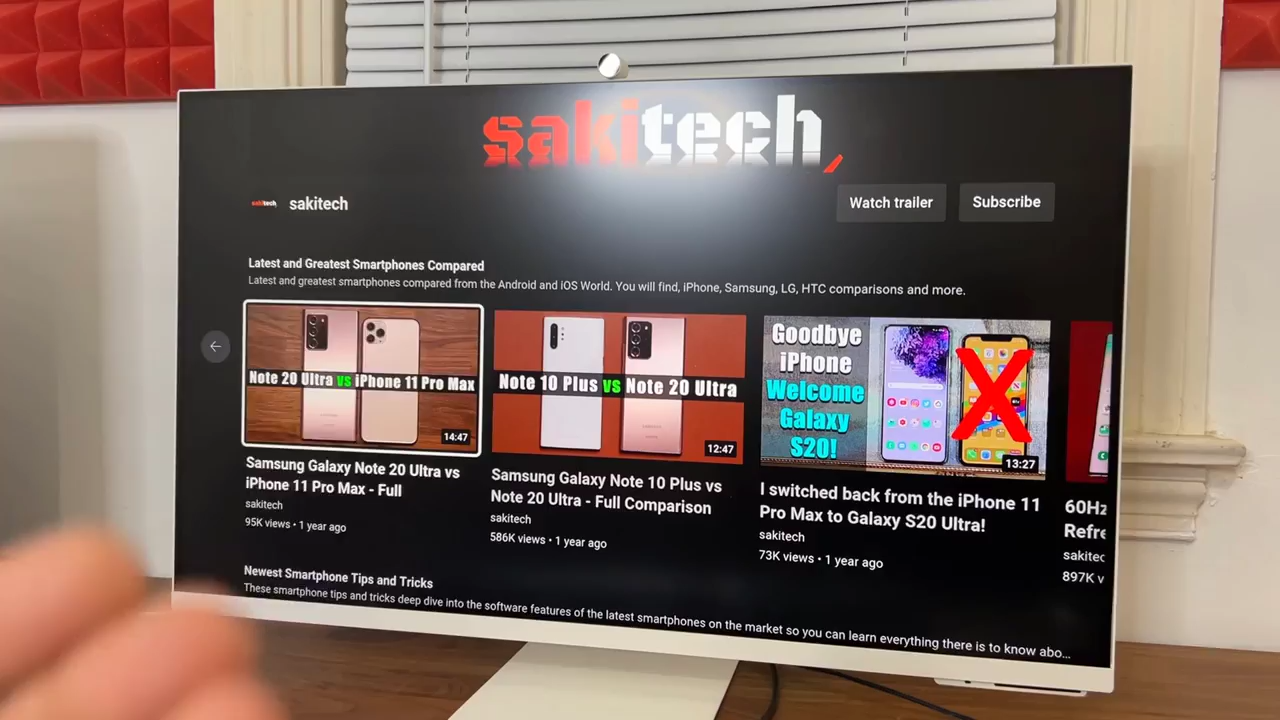 sakitech
sakitech
sakitech
Watch trailer
Subscribe
Latest and Greatest Smartphones Compared
Latest and greatest smartphones compared from the Android and iOS World. You will find, iPhone, Samsung, LG, HTC comparisons and more.
Note 20 Ultra vs iPhone 11 Pro Max
14:47
Samsung Galaxy Note 20 Ultra vs
iPhone 11 Pro Max - Full
sakitech
95K views • 1 year ago
Note 10 Plus vs Note 20 Ultra
12:47
Samsung Galaxy Note 10 Plus vs
Note 20 Ultra - Full Comparison
sakitech
586K views • 1 year ago
Goodbye
iPhone
Welcome
Galaxy
S20!
13:27
I switched back from the iPhone 11
Pro Max to Galaxy S20 Ultra!
sakitech
73K views • 1 year ago
60Hz
Refre
sakitec
897K v
Newest Smartphone Tips and Tricks
These smartphone tips and tricks deep dive into the software features of the latest smartphones on the market so you can learn everything there is to know abo...